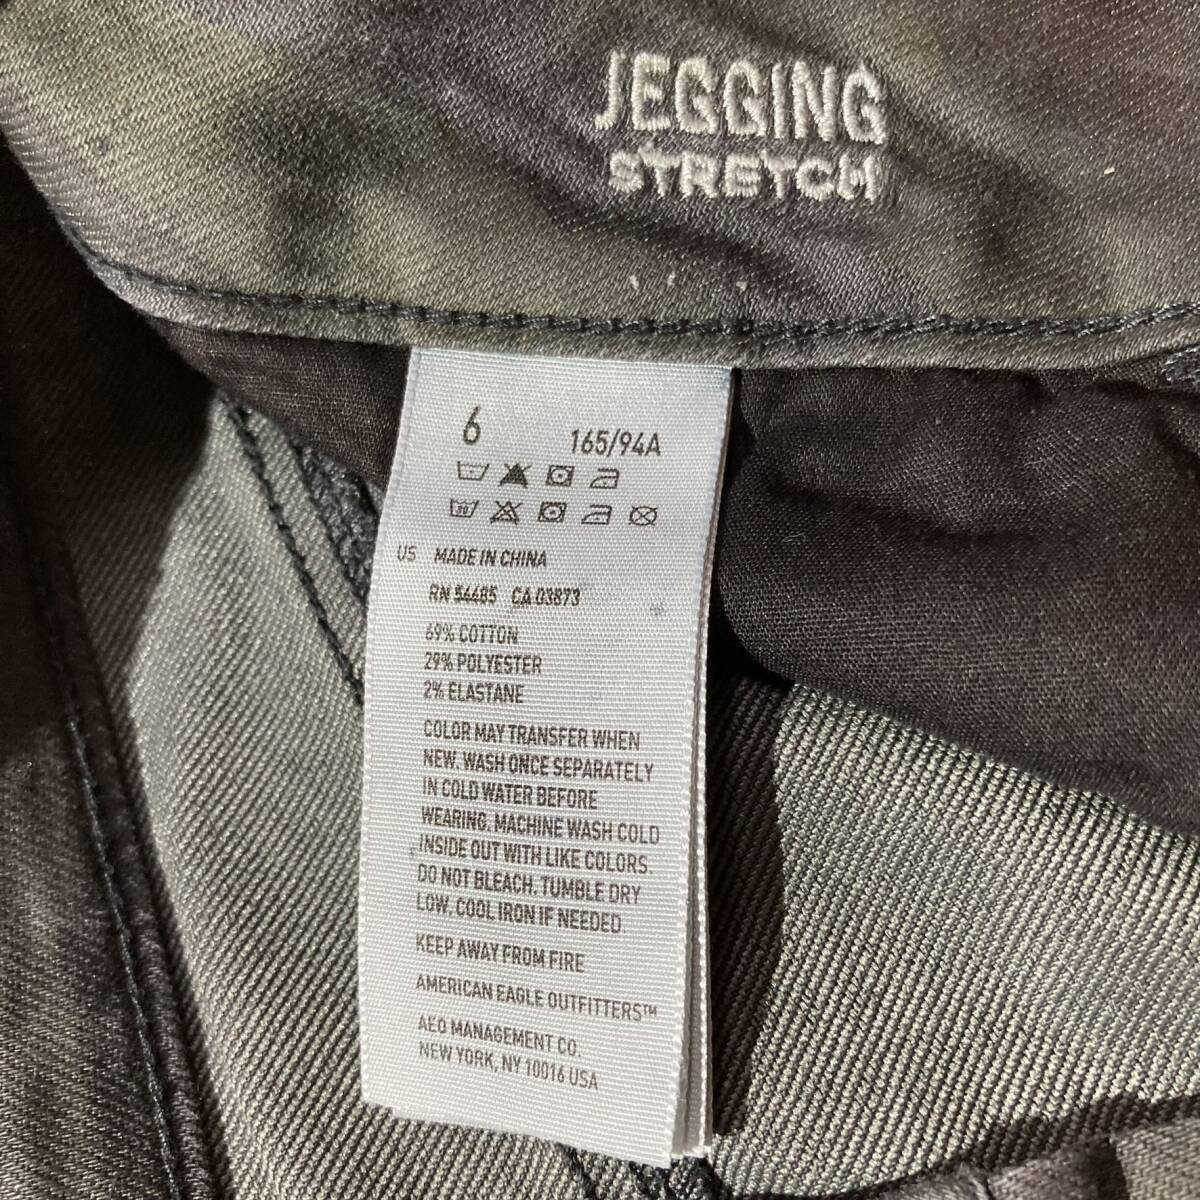 JEGGING
STRETCH
6 165/94A
US MADE IN CHINA
RN 54485 CA 03873
69% COTTON
29% POLYESTER
2% ELASTANE
COLOR MAY TRANSFER WHEN
NEW. WASH ONCE SEPARATELY
IN COLD WATER BEFORE
WEARING. MACHINE WASH COLD
INSIDE OUT WITH LIKE COLORS.
DO NOT BLEACH. TUMBLE DRY
LOW. COOL IRON IF NEEDED
KEEP AWAY FROM FIRE
AMERICAN EAGLE OUTFITTERS™
AEO MANAGEMENT CO.
NEW YORK, NY 10016 USA